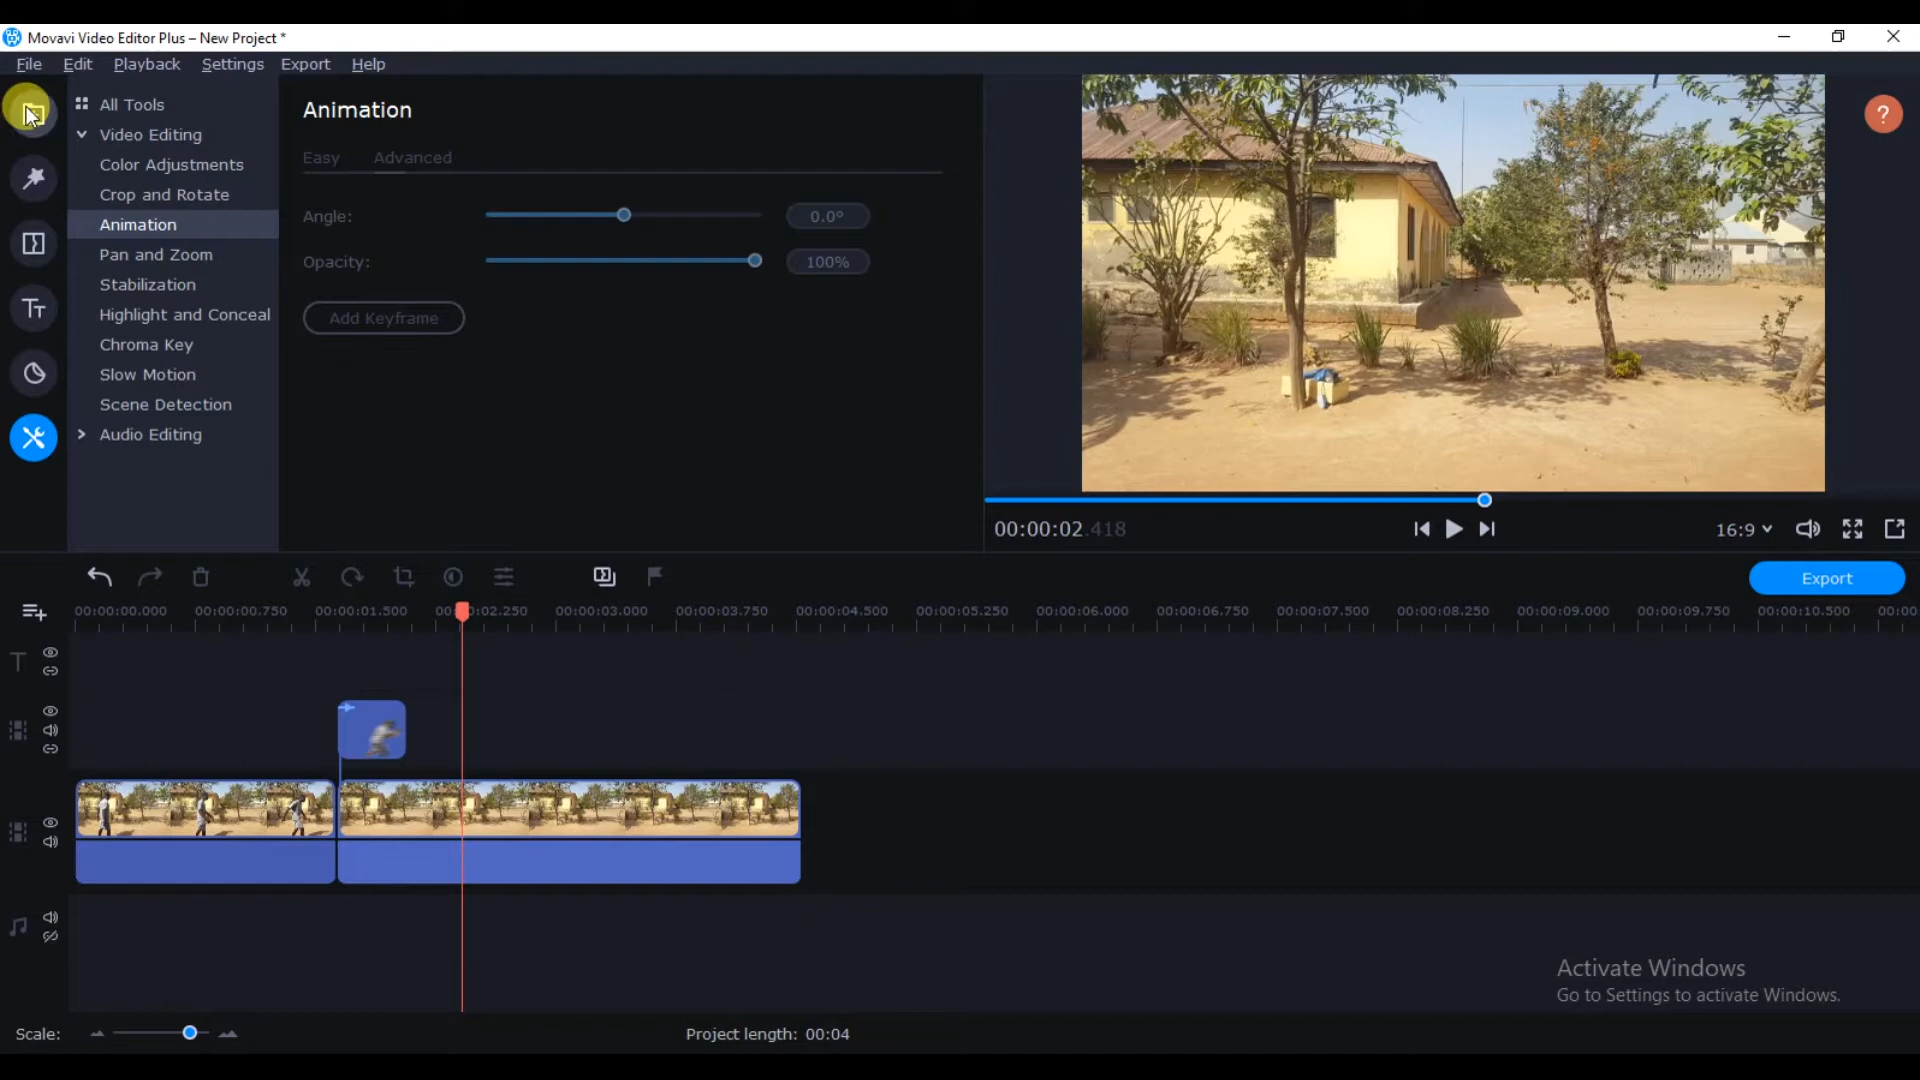 Movavi Video Editor Plus – New Project *
File Edit Playback Settings Export Help
All Tools
Video Editing
Color Adjustments
Crop and Rotate
Animation
Pan and Zoom
Stabilization
Highlight and Conceal
Chroma Key
Slow Motion
Scene Detection
Audio Editing
Animation
Easy Advanced
Angle: 0.0°
Opacity: 100%
Add Keyframe
?
00:00:02.418
16:9
Export
00:00:00.000 00:00:00.750 00:00:01.500 00:00:02.250 00:00:03.000 00:00:03.750 00:00:04.500 00:00:05.250 00:00:06.000 00:00:06.750 00:00:07.500 00:00:08.250 00:00:09.000 00:00:09.750 00:00:10.500 00:00
Activate Windows
Go to Settings to activate Windows.
Scale: Project length: 00:04